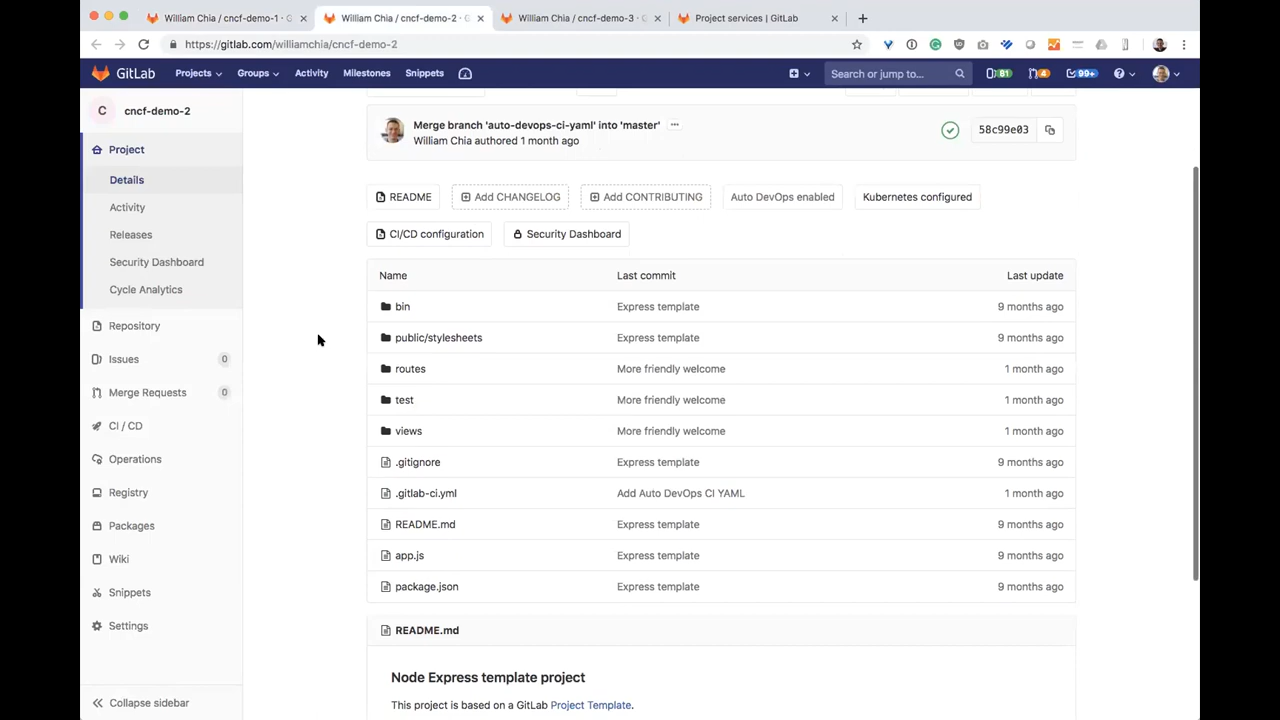 William Chia / cncf-demo-1 · G
William Chia / cncf-demo-2 · G
William Chia / cncf-demo-3 · G
Project services | GitLab
https://gitlab.com/williamchia/cncf-demo-2
GitLab
Projects
Groups
Activity
Milestones
Snippets
Search or jump to...
81
4
99+
C
cncf-demo-2
Project
Details
Activity
Releases
Security Dashboard
Cycle Analytics
Repository
Issues 0
Merge Requests 0
CI / CD
Operations
Registry
Packages
Wiki
Snippets
Settings
Collapse sidebar
Merge branch 'auto-devops-ci-yaml' into 'master'
William Chia authored 1 month ago
58c99e03
README
Add CHANGELOG
Add CONTRIBUTING
Auto DevOps enabled
Kubernetes configured
CI/CD configuration
Security Dashboard
Name Last commit Last update
bin Express template 9 months ago
public/stylesheets Express template 9 months ago
routes More friendly welcome 1 month ago
test More friendly welcome 1 month ago
views More friendly welcome 1 month ago
.gitignore Express template 9 months ago
.gitlab-ci.yml Add Auto DevOps CI YAML 1 month ago
README.md Express template 9 months ago
app.js Express template 9 months ago
package.json Express template 9 months ago
README.md
Node Express template project
This project is based on a GitLab Project Template.